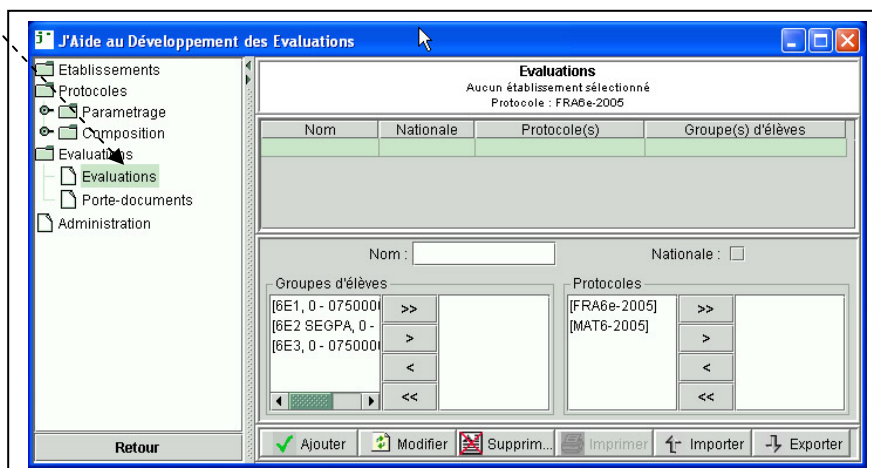 J'Aide au Développement des Evaluations
Etablissements
Protocoles
Parametrage
Composition
Evaluations
Evaluations
Porte-documents
Administration
Retour
Evaluations
Aucun établissement sélectionné
Protocole : FRA6e-2005
Nom Nationale Protocole(s) Groupe(s) d'élèves
Nom : Nationale :
Groupes d'élèves
[6E1, 0 - 075000
[6E2 SEGPA, 0 -
[6E3, 0 - 075000
>>
>
<
<<
Protocoles
[FRA6e-2005]
[MAT6-2005]
>>
>
<
<<
Ajouter Modifier Supprim... Imprimer Importer Exporter